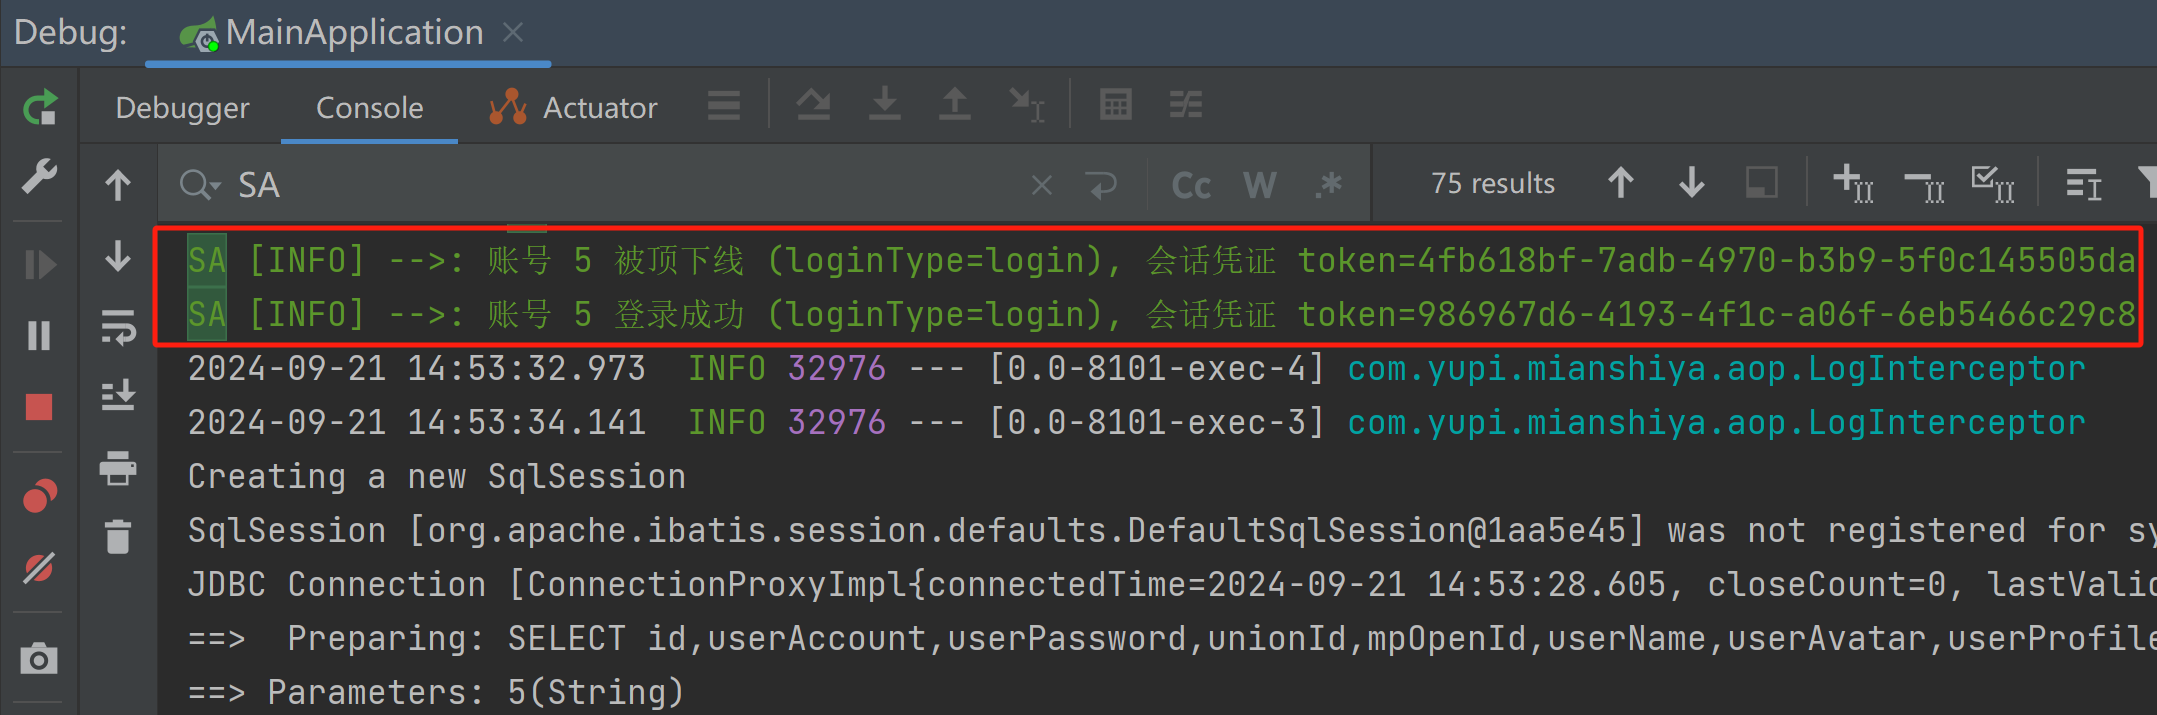 Debug: MainApplication
Debugger Console Actuator
SA Cc W .* 75 results
SA [INFO] -->: 账号 5 被顶下线 (loginType=login), 会话凭证 token=4fb618bf-7adb-4970-b3b9-5f0c145505da
SA [INFO] -->: 账号 5 登录成功 (loginType=login), 会话凭证 token=986967d6-4193-4f1c-a06f-6eb5466c29c8
2024-09-21 14:53:32.973 INFO 32976 --- [0.0-8101-exec-4] com.yupi.mianshiya.aop.LogInterceptor
2024-09-21 14:53:34.141 INFO 32976 --- [0.0-8101-exec-3] com.yupi.mianshiya.aop.LogInterceptor
Creating a new SqlSession
SqlSession [org.apache.ibatis.session.defaults.DefaultSqlSession@1aa5e45] was not registered for sy
JDBC Connection [ConnectionProxyImpl{connectedTime=2024-09-21 14:53:28.605, closeCount=0, lastValid
==> Preparing: SELECT id,userAccount,userPassword,unionId,mpOpenId,userName,userAvatar,userProfile
==> Parameters: 5(String)